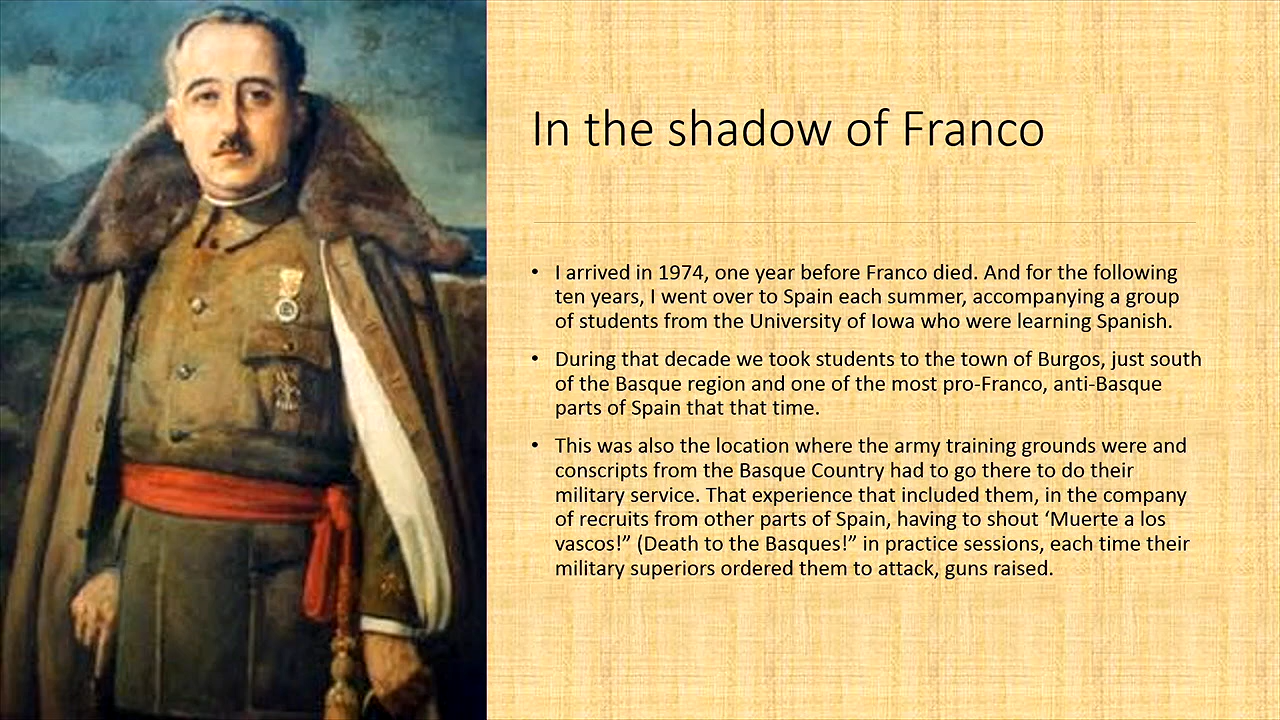 In the shadow of Franco
• I arrived in 1974, one year before Franco died. And for the following
ten years, I went over to Spain each summer, accompanying a group
of students from the University of Iowa who were learning Spanish.
• During that decade we took students to the town of Burgos, just south
of the Basque region and one of the most pro-Franco, anti-Basque
parts of Spain that that time.
• This was also the location where the army training grounds were and
conscripts from the Basque Country had to go there to do their
military service. That experience that included them, in the company
of recruits from other parts of Spain, having to shout ‘Muerte a los
vascos!” (Death to the Basques!” in practice sessions, each time their
military superiors ordered them to attack, guns raised.